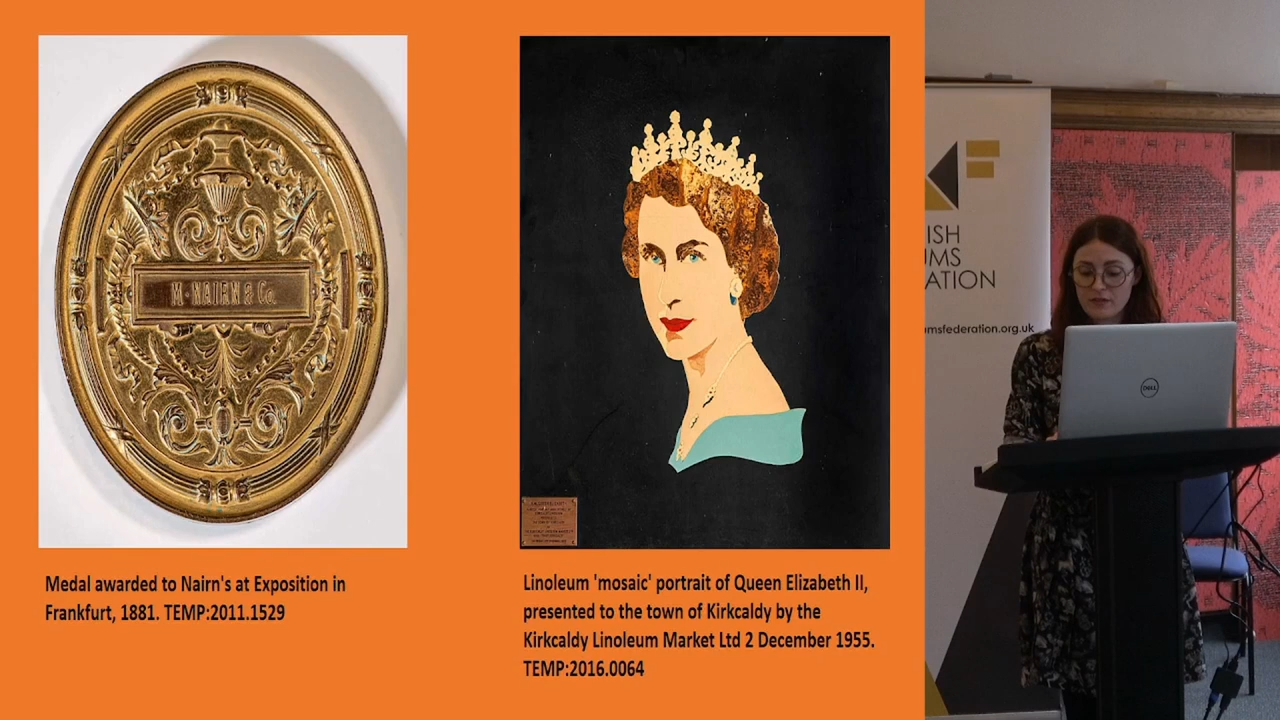 M. NAIRN & Co.
Medal awarded to Nairn's at Exposition in
Frankfurt, 1881. TEMP:2011.1529
Linoleum 'mosaic' portrait of Queen Elizabeth II,
presented to the town of Kirkcaldy by the
Kirkcaldy Linoleum Market Ltd 2 December 1955.
TEMP:2016.0064
ISH
UMS
ATION
umsfederation.org.uk
DELL